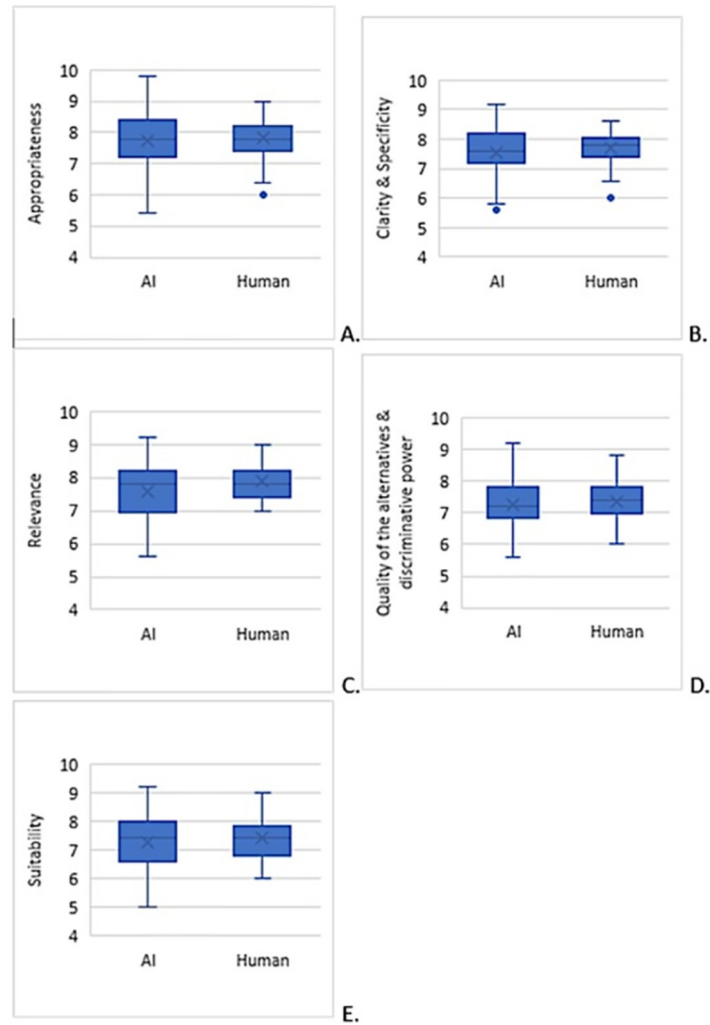 10
9
8
7
6
5
4
Appropriateness
AI Human
A.
10
9
8
7
6
5
4
Clarity & Specificity
AI Human
B.
10
9
8
7
6
5
4
Relevance
AI Human
C.
10
9
8
7
6
5
4
Quality of the alternatives &
discriminative power
AI Human
D.
10
9
8
7
6
5
4
Suitability
AI Human
E.